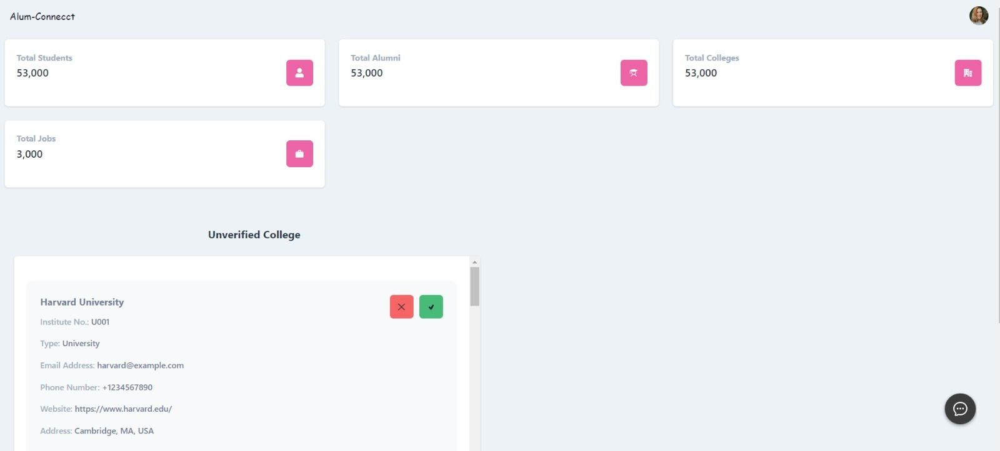 Alum-Connecct
Total Students
53,000
Total Alumni
53,000
Total Colleges
53,000
Total Jobs
3,000
Unverified College
Harvard University
Institute No.: U001
Type: University
Email Address: harvard@example.com
Phone Number: +1234567890
Website: https://www.harvard.edu/
Address: Cambridge, MA, USA